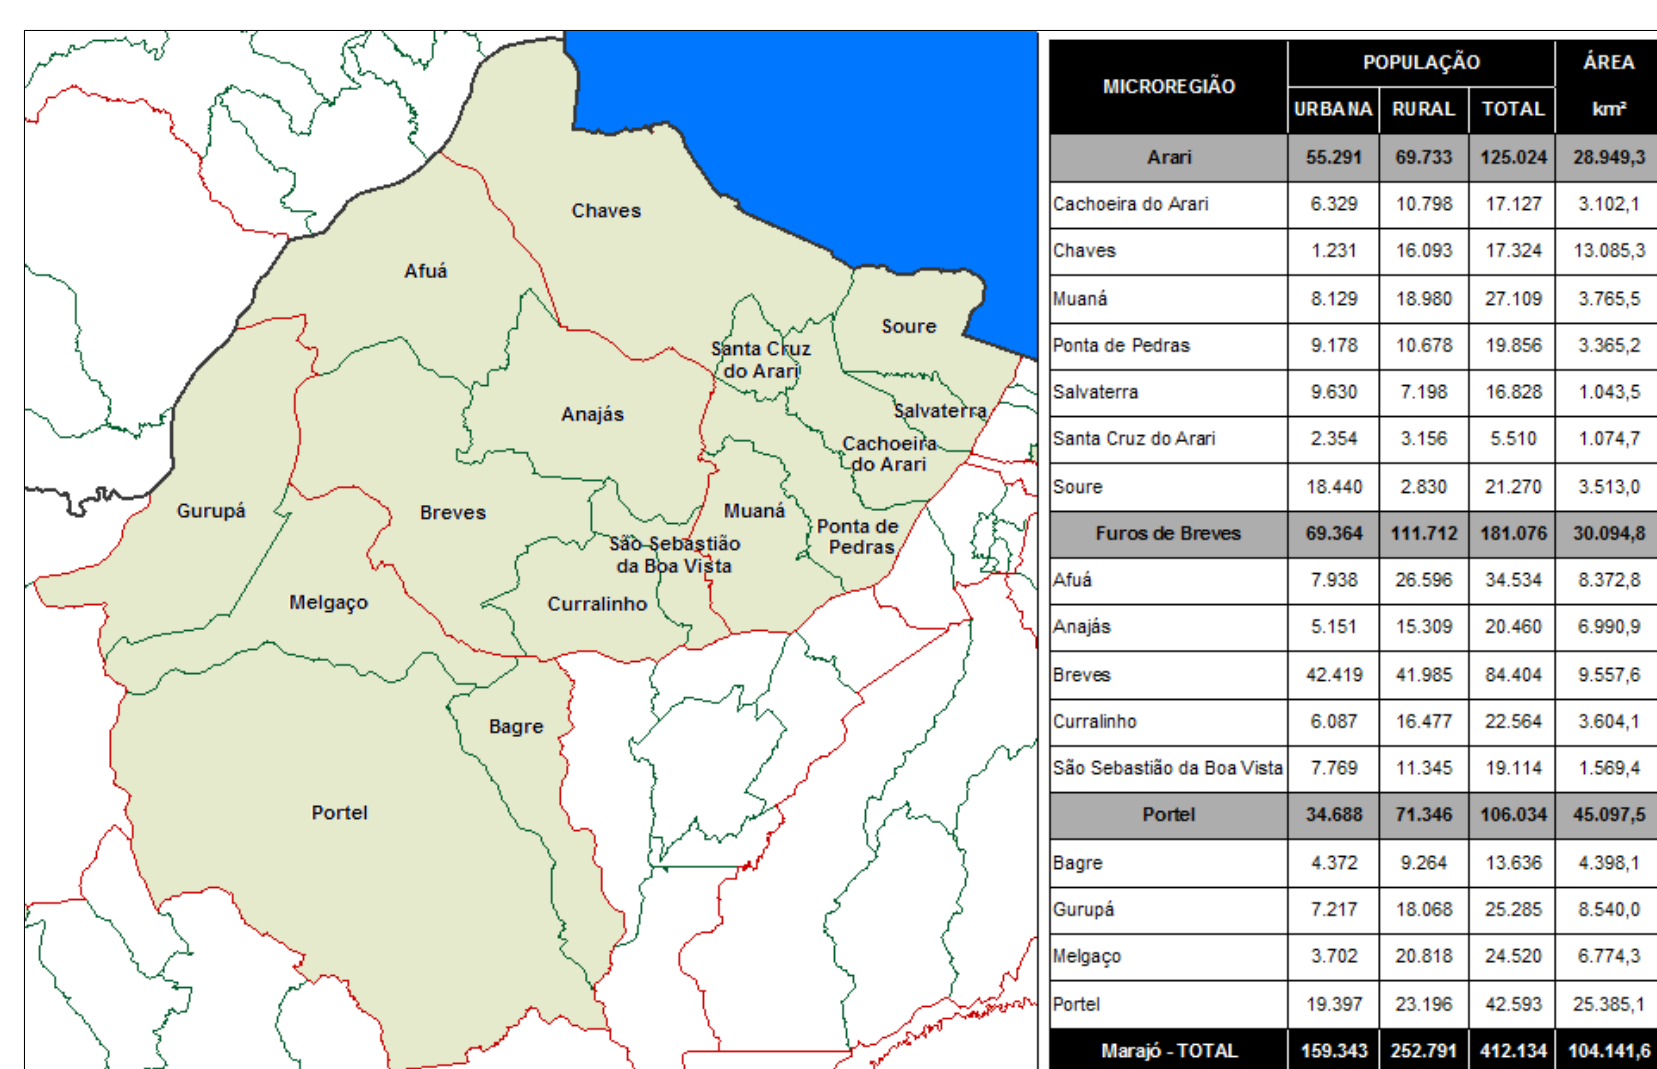 Chaves
Afuá
Soure
Santa Cruz
do Arari
Anajás
Salvaterra
Cachoeira
do Arari
Gurupá
Breves
Muaná
Ponta de
Pedras
São Sebastião
da Boa Vista
Melgaço
Curralinho
Bagre
Portel
MICROREGIÃO POPULAÇÃO ÁREA
URBANA RURAL TOTAL km²
Arari 55.291 69.733 125.024 28.949,3
Cachoeira do Arari 6.329 10.798 17.127 3.102,1
Chaves 1.231 16.093 17.324 13.085,3
Muaná 8.129 18.980 27.109 3.765,5
Ponta de Pedras 9.178 10.678 19.856 3.365,2
Salvaterra 9.630 7.198 16.828 1.043,5
Santa Cruz do Arari 2.354 3.156 5.510 1.074,7
Soure 18.440 2.830 21.270 3.513,0
Furos de Breves 69.364 111.712 181.076 30.094,8
Afuá 7.938 26.596 34.534 8.372,8
Anajás 5.151 15.309 20.460 6.990,9
Breves 42.419 41.985 84.404 9.557,6
Curralinho 6.087 16.477 22.564 3.604,1
São Sebastião da Boa Vista 7.769 11.345 19.114 1.569,4
Portel 34.688 71.346 106.034 45.097,5
Bagre 4.372 9.264 13.636 4.398,1
Gurupá 7.217 18.068 25.285 8.540,0
Melgaço 3.702 20.818 24.520 6.774,3
Portel 19.397 23.196 42.593 25.385,1
Marajó - TOTAL 159.343 252.791 412.134 104.141,6